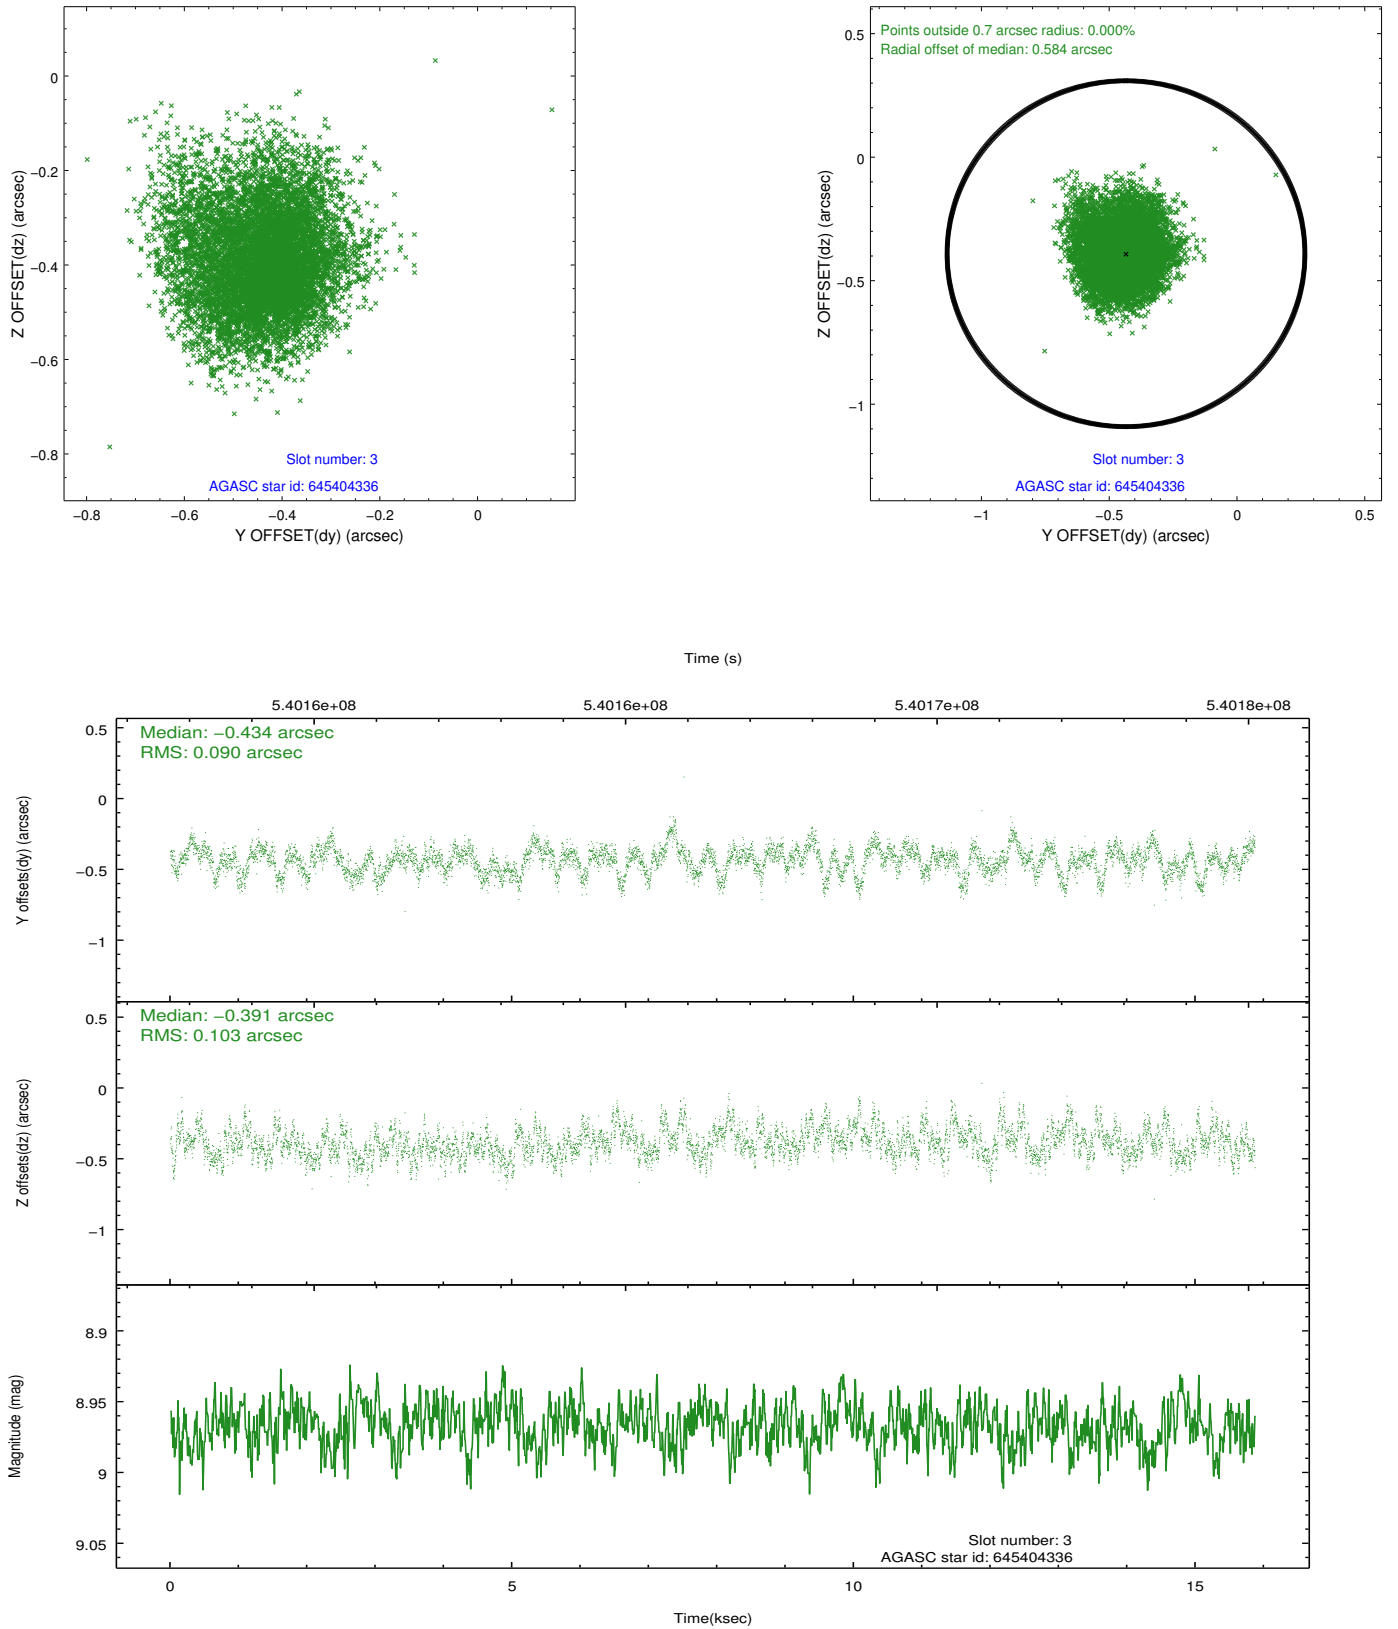 0
−0.2
−0.4
−0.6
−0.8
Z OFFSET(dz) (arcsec)
Slot number: 3
AGASC star id: 645404336
−0.8
−0.6
−0.4
−0.2
0
Y OFFSET(dy) (arcsec)
Points outside 0.7 arcsec radius: 0.000%
Radial offset of median: 0.584 arcsec
0.5
0
−0.5
−1
Z OFFSET(dz) (arcsec)
Slot number: 3
AGASC star id: 645404336
−1
−0.5
0
0.5
Y OFFSET(dy) (arcsec)
Time (s)
5.4016e+08
5.4016e+08
5.4017e+08
5.4018e+08
Median: −0.434 arcsec
RMS: 0.090 arcsec
0.5
0
−0.5
−1
Y offsets(dy) (arcsec)
Median: −0.391 arcsec
RMS: 0.103 arcsec
0.5
0
−0.5
−1
Z offsets(dz) (arcsec)
8.9
8.95
9
9.05
Magnitude (mag)
Slot number: 3
AGASC star id: 645404336
0
5
10
15
Time(ksec)